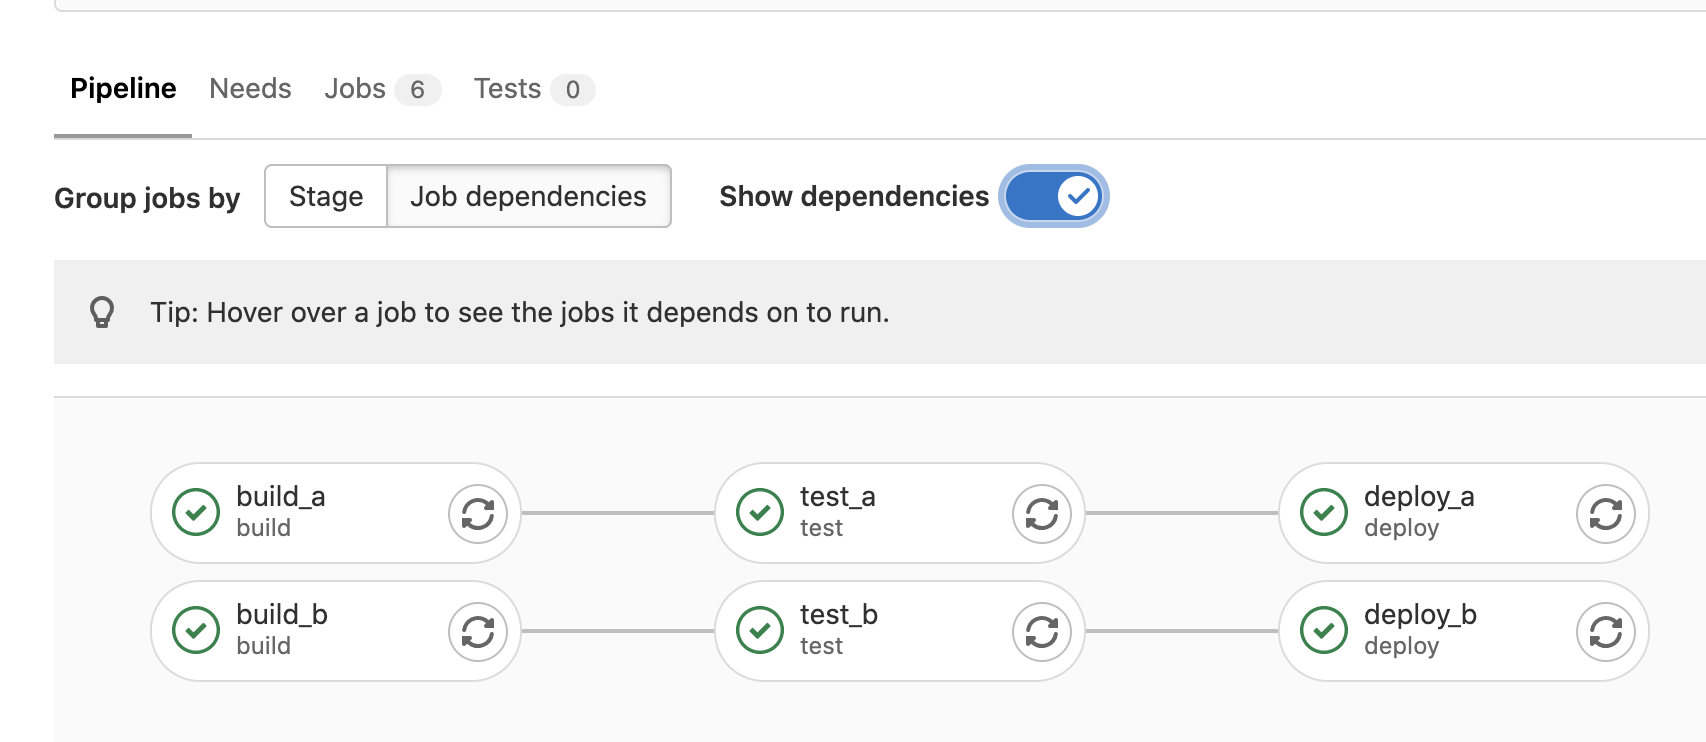 Pipeline Needs Jobs 6 Tests 0
Group jobs by Stage Job dependencies Show dependencies
Tip: Hover over a job to see the jobs it depends on to run.
build_a
build
test_a
test
deploy_a
deploy
build_b
build
test_b
test
deploy_b
deploy